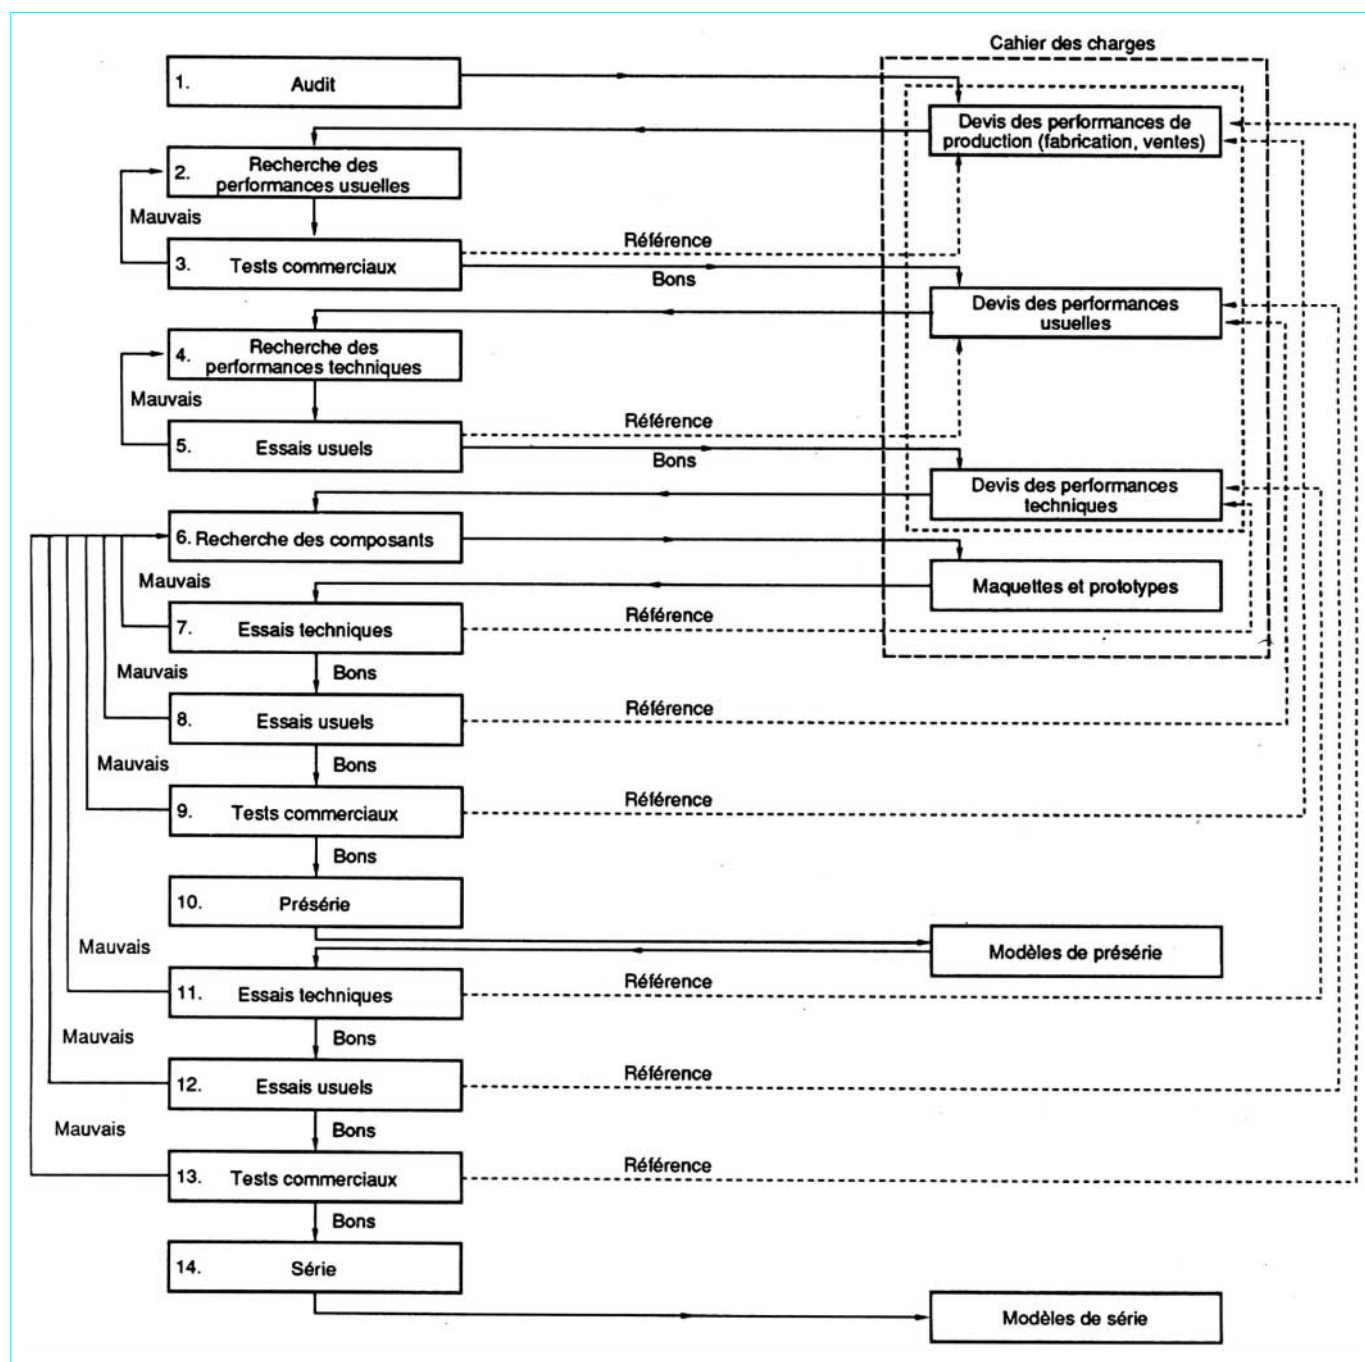 Cahier des charges
1. Audit
Devis des performances de
production (fabrication, ventes)
2. Recherche des
performances usuelles
Mauvais
Référence
3. Tests commerciaux
Bons
Devis des performances
usuelles
4. Recherche des
performances techniques
Mauvais
Référence
5. Essais usuels
Bons
Devis des performances
techniques
6. Recherche des composants
Mauvais
Maquettes et prototypes
7. Essais techniques
Référence
Mauvais
Bons
8. Essais usuels
Référence
Mauvais
Bons
9. Tests commerciaux
Référence
Bons
10. Présérie
Mauvais
Modèles de présérie
11. Essais techniques
Référence
Mauvais
Bons
12. Essais usuels
Référence
Mauvais
Bons
13. Tests commerciaux
Référence
Bons
14. Série
Modèles de série